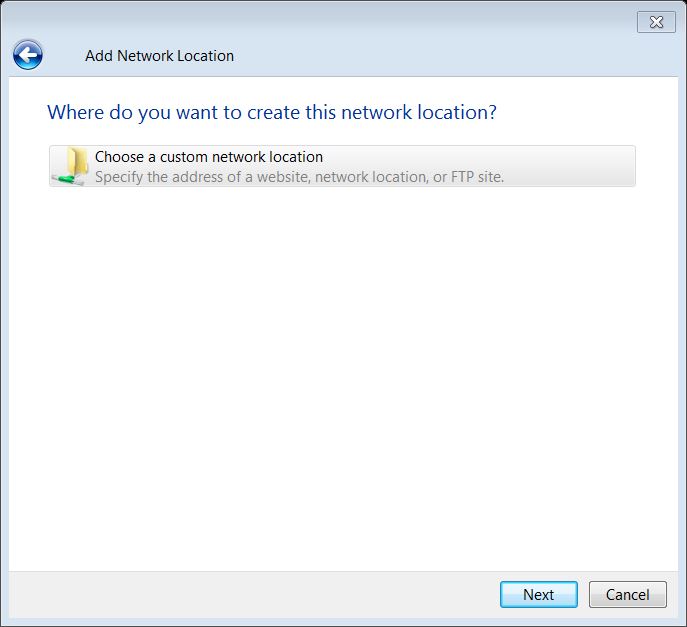 Add Network Location
Where do you want to create this network location?
Choose a custom network location
Specify the address of a website, network location, or FTP site.
Next
Cancel